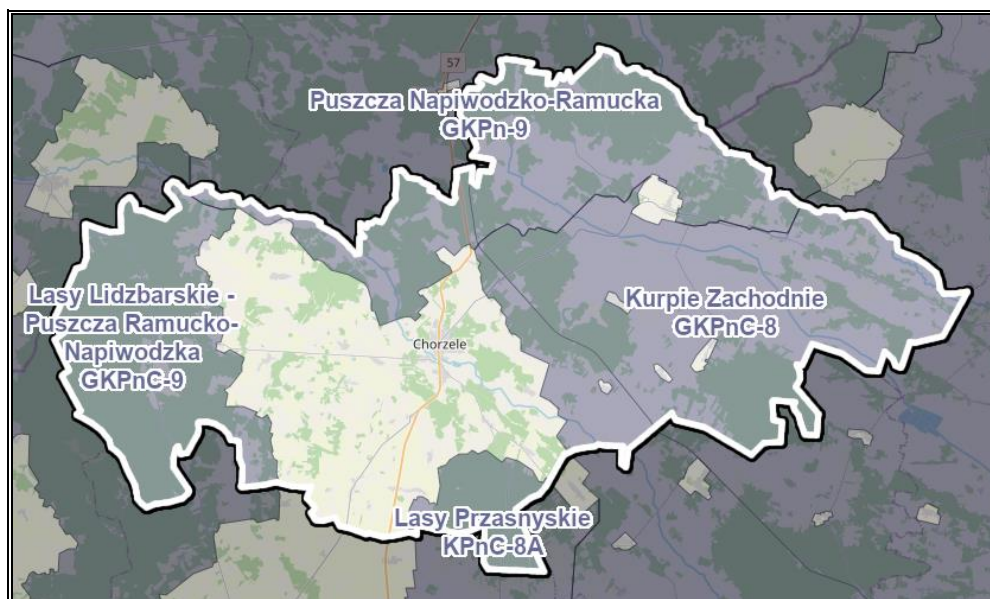 57
Puszcza Napiwodzko-Ramucka
GKPn-9
Lasy Lidzbarskie -
Puszcza Ramucko-
Napiwodzka
GKPnC-9
Kurpie Zachodnie
GKPnC-8
Chorzele
Lasy Przasnyskie
KPnC-8A